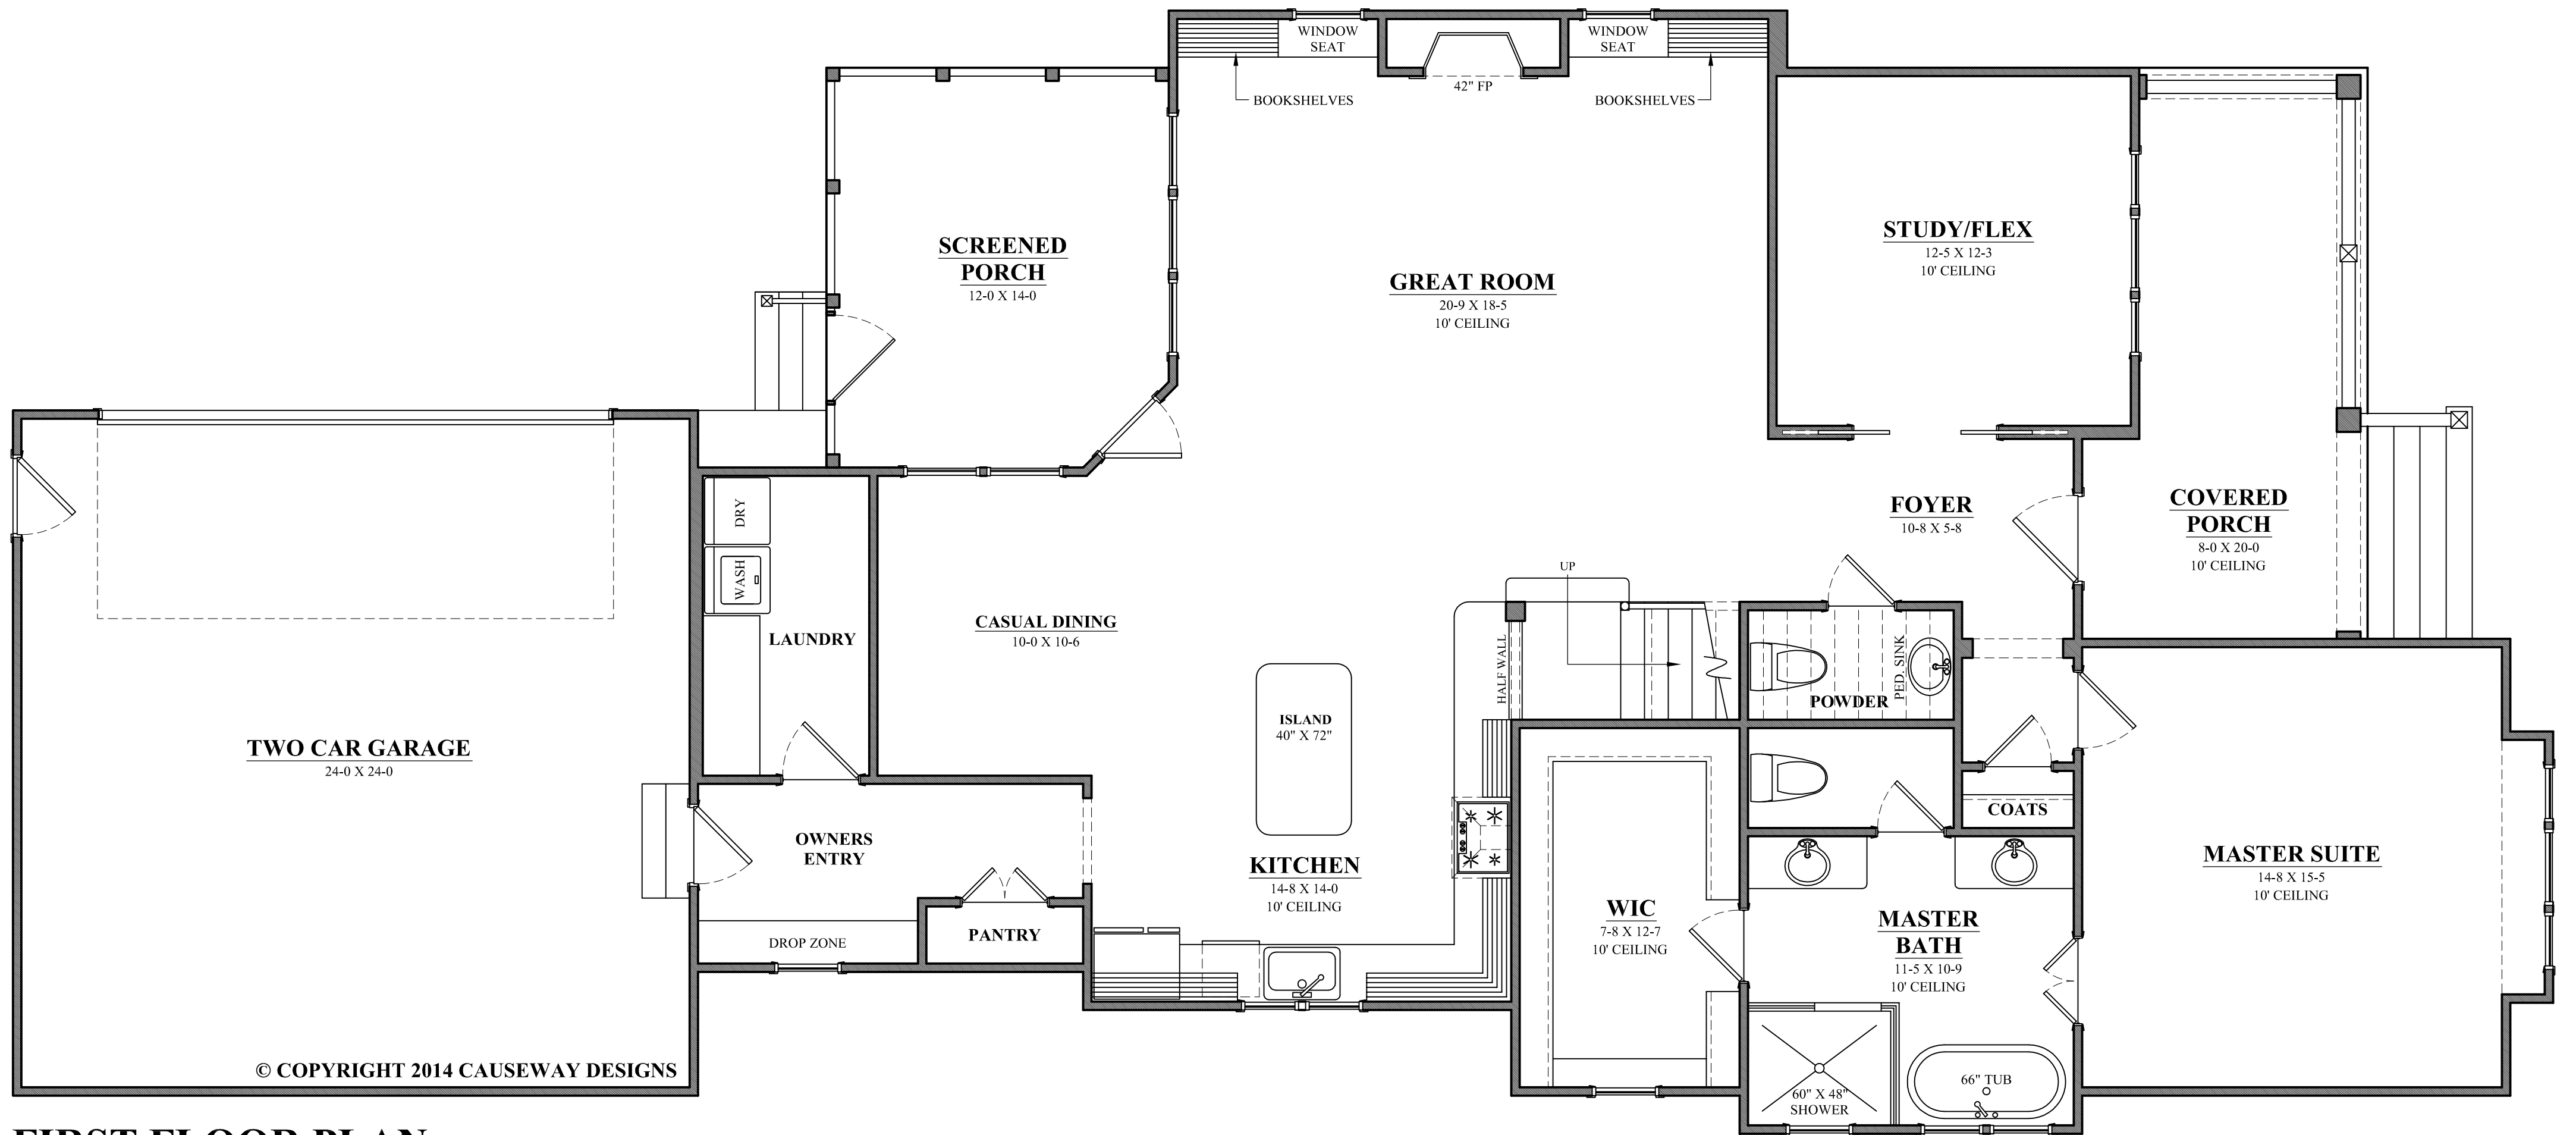 WINDOW
SEAT
WINDOW
SEAT
42" FP
BOOKSHELVES
BOOKSHELVES
SCREENED
PORCH
12-0 X 14-0
GREAT ROOM
20-9 X 18-5
10' CEILING
STUDY/FLEX
12-5 X 12-3
10' CEILING
FOYER
10-8 X 5-8
COVERED
PORCH
8-0 X 20-0
10' CEILING
DRY
WASH
LAUNDRY
CASUAL DINING
10-0 X 10-6
UP
HALF WALL
PED. SINK
POWDER
ISLAND
40" X 72"
TWO CAR GARAGE
24-0 X 24-0
OWNERS
ENTRY
COATS
KITCHEN
14-8 X 14-0
10' CEILING
MASTER SUITE
14-8 X 15-5
10' CEILING
WIC
7-8 X 12-7
10' CEILING
MASTER
BATH
11-5 X 10-9
10' CEILING
DROP ZONE
PANTRY
© COPYRIGHT 2014 CAUSEWAY DESIGNS
60" X 48"
SHOWER
66" TUB
FIRST FLOOR PLAN